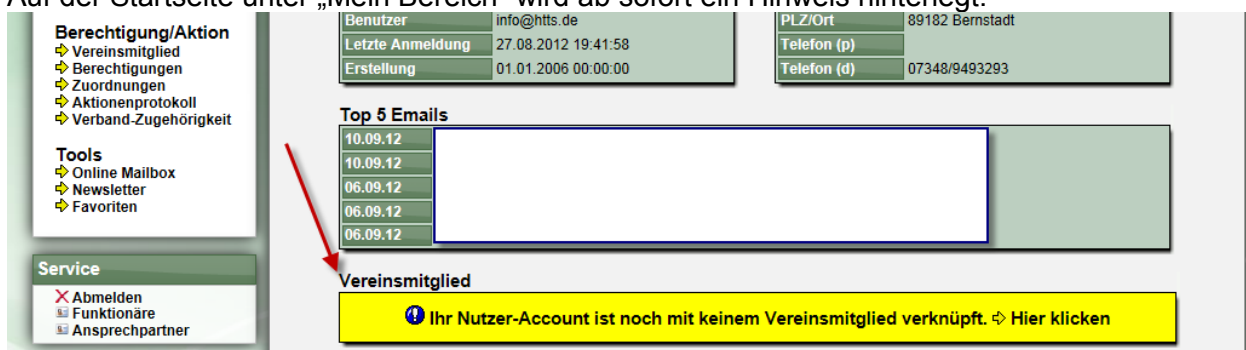 Auf der Startseite unter „Mein Bereich“ wird ab sofort ein Hinweis hinterlegt.
Berechtigung/Aktion
Vereinsmitglied
Berechtigungen
Zuordnungen
Aktionenprotokoll
Verband-Zugehörigkeit
Tools
Online Mailbox
Newsletter
Favoriten
Service
Abmelden
Funktionäre
Ansprechpartner
Benutzer info@htts.de
Letzte Anmeldung 27.08.2012 19:41:58
Erstellung 01.01.2006 00:00:00
PLZ/Ort 89182 Bernstadt
Telefon (p)
Telefon (d) 07348/9493293
Top 5 Emails
10.09.12
10.09.12
06.09.12
06.09.12
06.09.12
Vereinsmitglied
Ihr Nutzer-Account ist noch mit keinem Vereinsmitglied verknüpft. ➪ Hier klicken